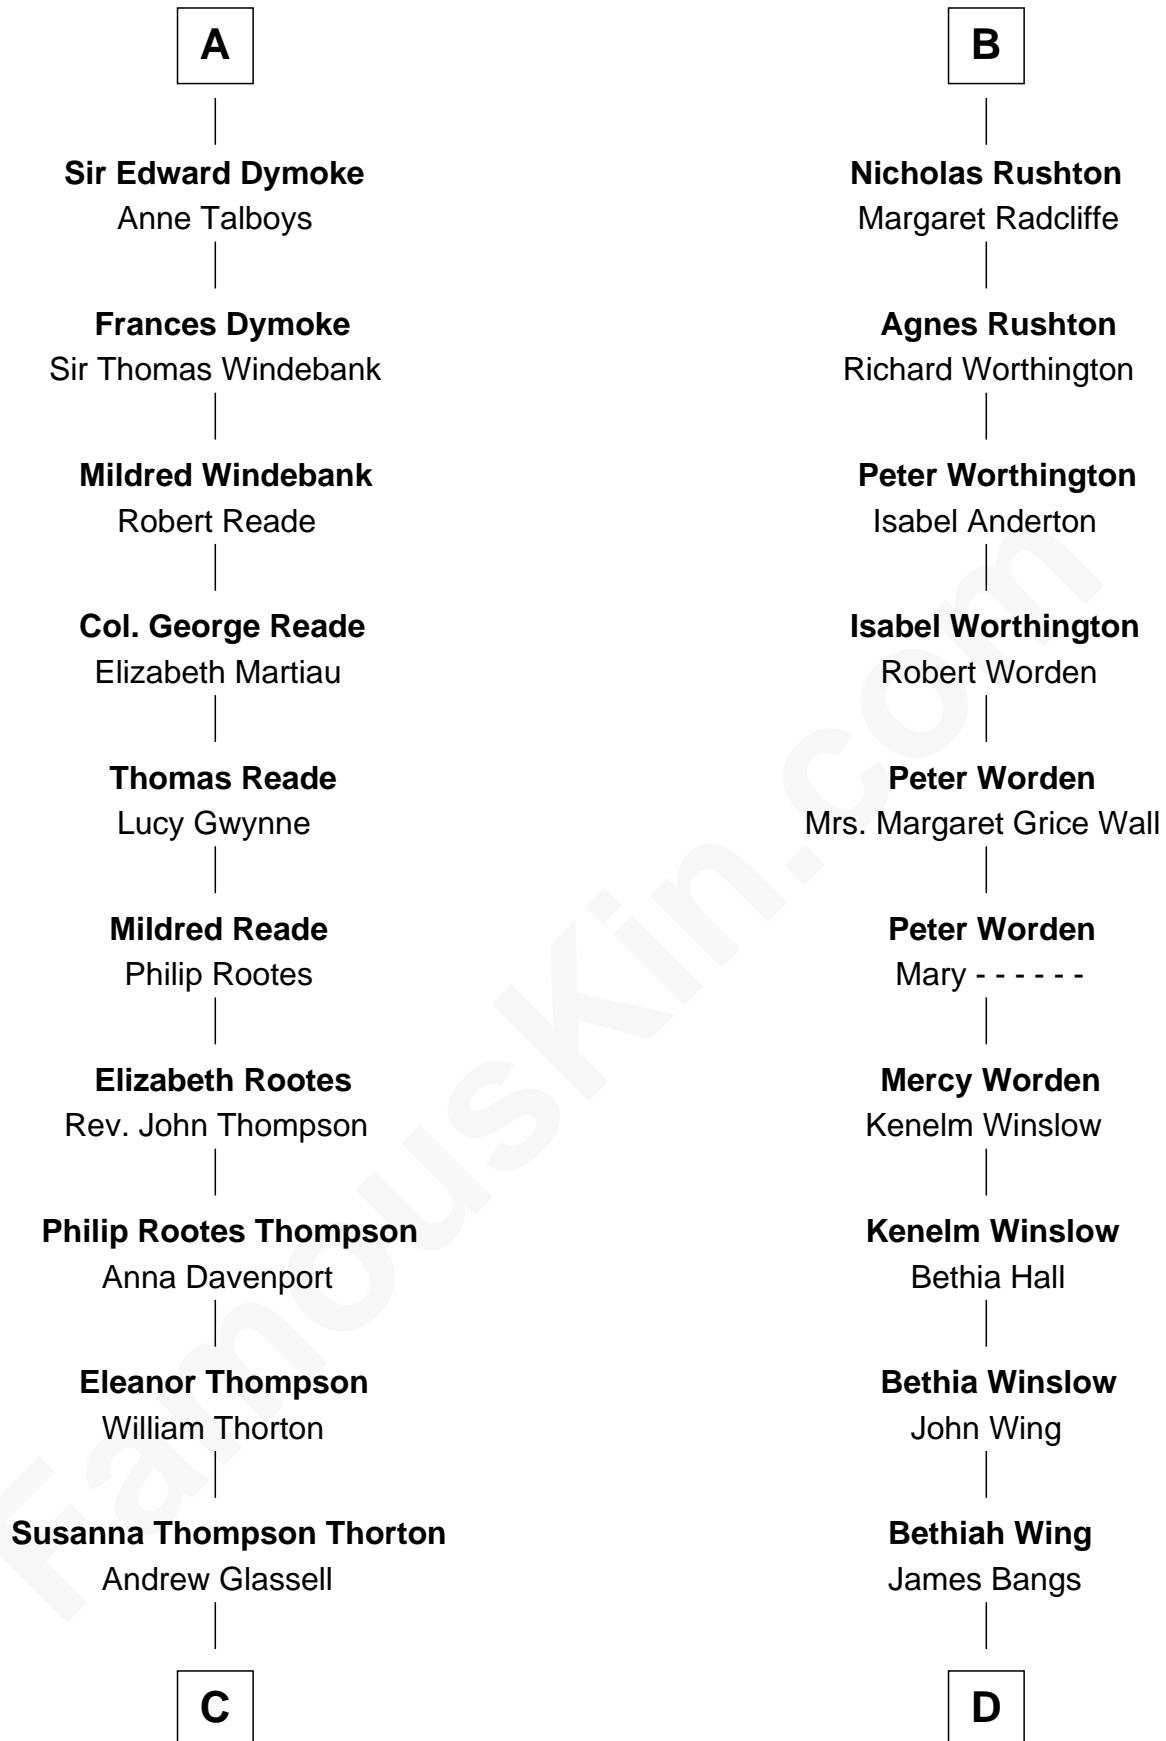 A
Sir Edward Dymoke
Anne Talboys
Frances Dymoke
Sir Thomas Windebank
Mildred Windebank
Robert Reade
Col. George Reade
Elizabeth Martiau
Thomas Reade
Lucy Gwynne
Mildred Reade
Philip Rootes
Elizabeth Rootes
Rev. John Thompson
Philip Rootes Thompson
Anna Davenport
Eleanor Thompson
William Thorton
Susanna Thompson Thorton
Andrew Glassell
C
B
Nicholas Rushton
Margaret Radcliffe
Agnes Rushton
Richard Worthington
Peter Worthington
Isabel Anderton
Isabel Worthington
Robert Worden
Peter Worden
Mrs. Margaret Grice Wall
Peter Worden
Mary - - - - - -
Mercy Worden
Kenelm Winslow
Kenelm Winslow
Bethia Hall
Bethia Winslow
John Wing
Bethiah Wing
James Bangs
D
FamousKin.com